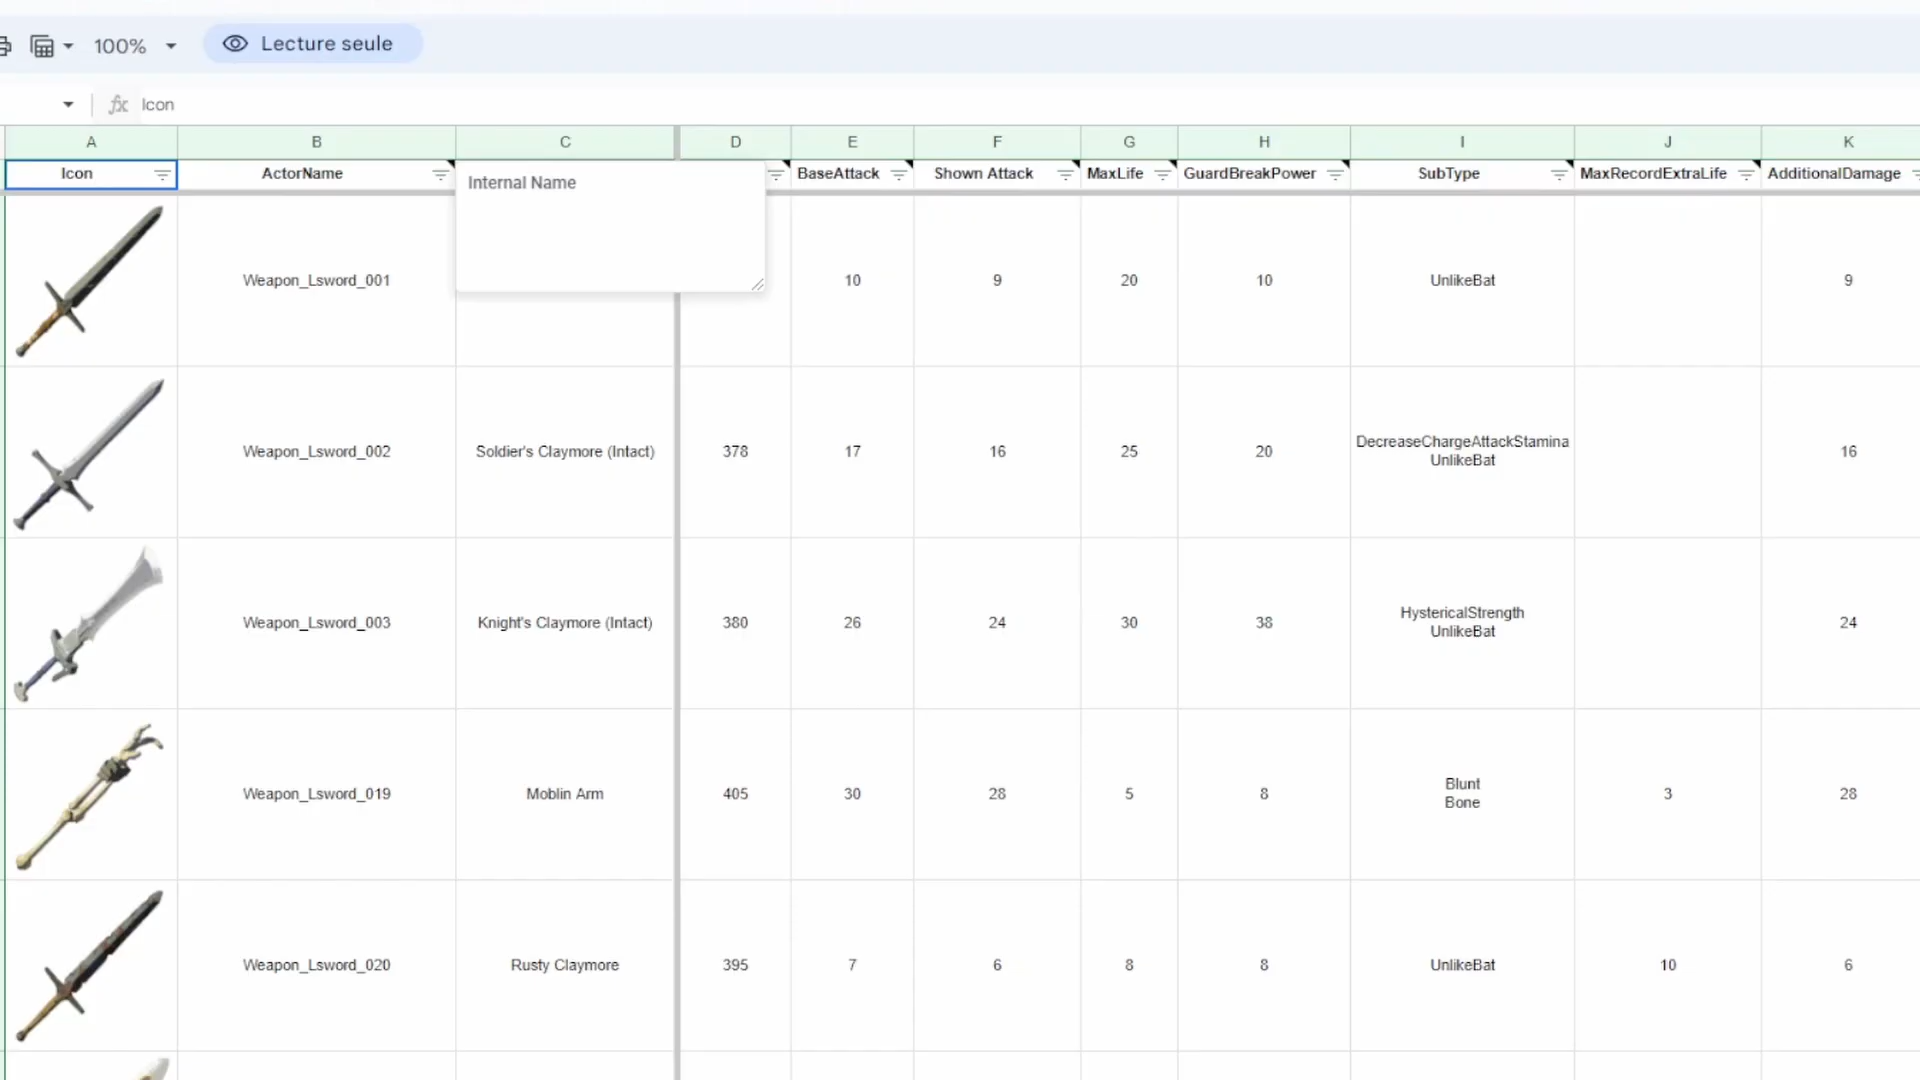 100%
Lecture seule
fx Icon
A B C D E F G H I J K
Icon ActorName Internal Name BaseAttack Shown Attack MaxLife GuardBreakPower SubType MaxRecordExtraLife AdditionalDamage
Weapon_Lsword_001 10 9 20 10 UnlikeBat 9
Weapon_Lsword_002 Soldier's Claymore (Intact) 378 17 16 25 20 DecreaseChargeAttackStamina 16
UnlikeBat
Weapon_Lsword_003 Knight's Claymore (Intact) 380 26 24 30 38 HystericalStrength 24
UnlikeBat
Weapon_Lsword_019 Moblin Arm 405 30 28 5 8 Blunt 3 28
Bone
Weapon_Lsword_020 Rusty Claymore 395 7 6 8 8 UnlikeBat 10 6